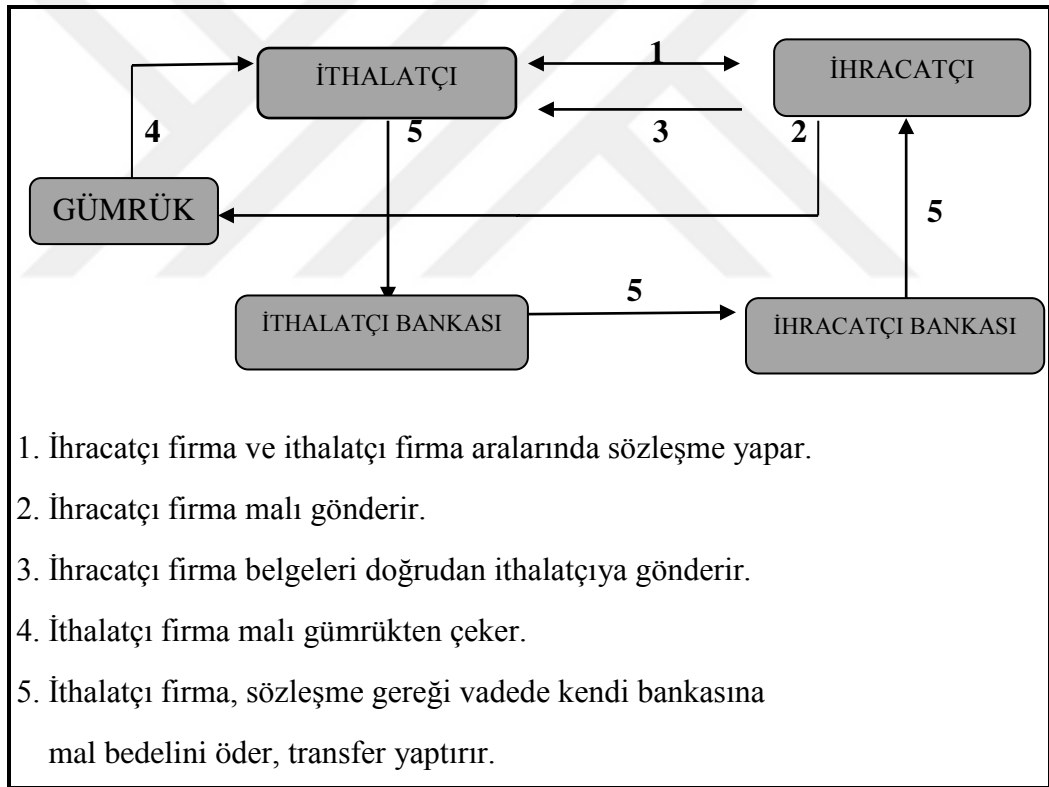 İTHALATÇI
1
İHRACATÇI
4
5
3
2
GÜMRÜK
5
5
İTHALATÇI BANKASI
İHRACATÇI BANKASI
1. İhracatçı firma ve ithalatçı firma aralarında sözleşme yapar.
2. İhracatçı firma malı gönderir.
3. İhracatçı firma belgeleri doğrudan ithalatçıya gönderir.
4. İthalatçı firma malı gümrükten çeker.
5. İthalatçı firma, sözleşme gereği vadede kendi bankasına
mal bedelini öder, transfer yaptırır.